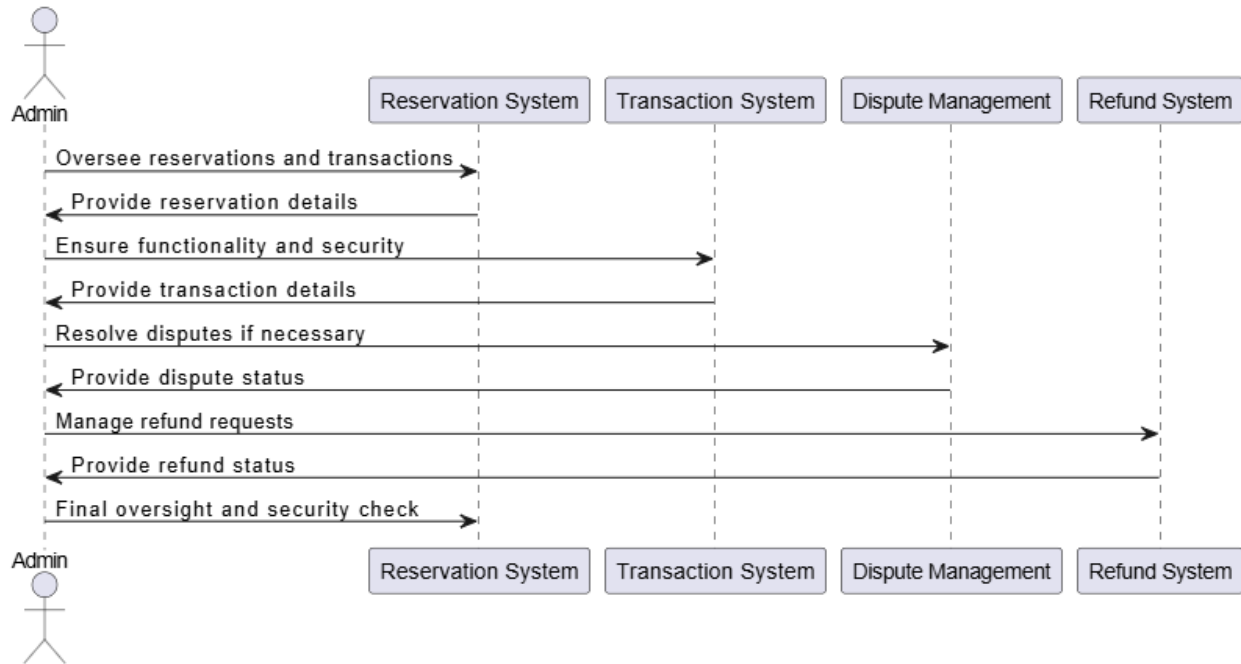 Admin
Reservation System
Transaction System
Dispute Management
Refund System
Oversee reservations and transactions
Provide reservation details
Ensure functionality and security
Provide transaction details
Resolve disputes if necessary
Provide dispute status
Manage refund requests
Provide refund status
Final oversight and security check
Admin
Reservation System
Transaction System
Dispute Management
Refund System